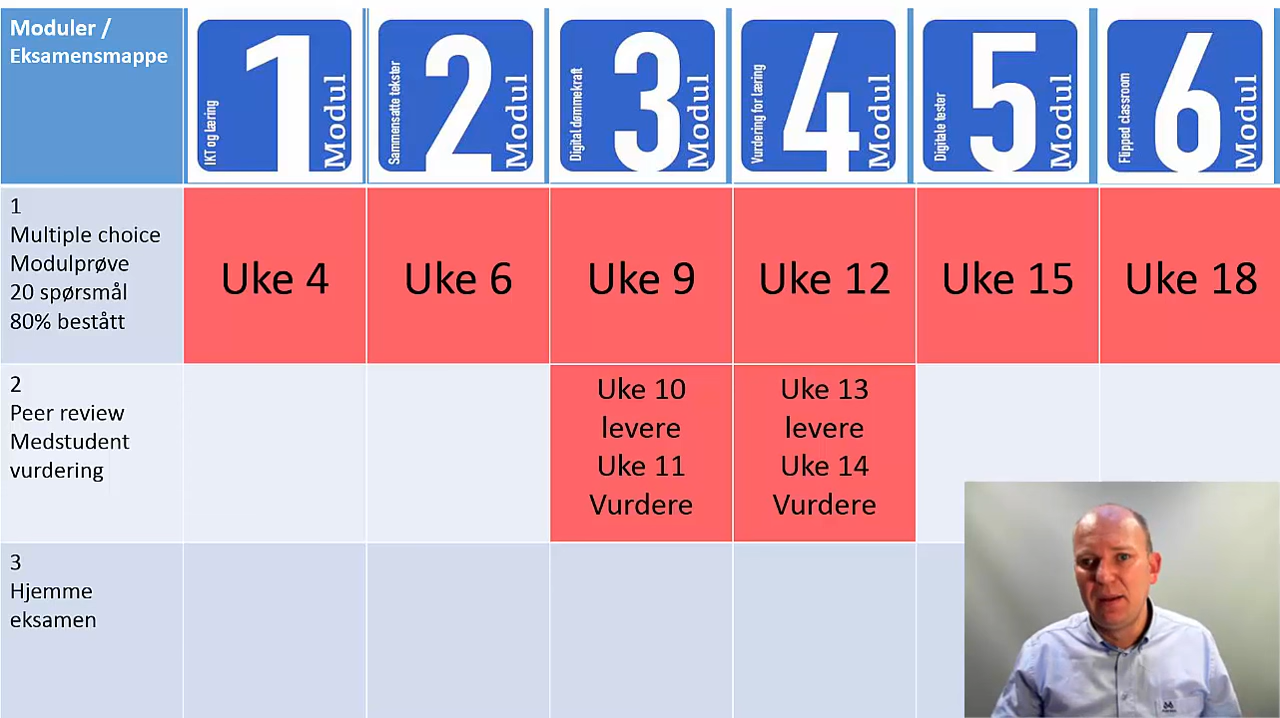 Moduler /
Eksamensmappe
IKT og læring
1
Modul
Sammensatte tekster
2
Modul
Digital dømmekraft
3
Modul
Vurdering for læring
4
Modul
Digitale tester
5
Modul
Flipped classroom
6
Modul
1
Multiple choice
Modulprøve
20 spørsmål
80% bestått
Uke 4
Uke 6
Uke 9
Uke 12
Uke 15
Uke 18
2
Peer review
Medstudent
vurdering
Uke 10
levere
Uke 11
Vurdere
Uke 13
levere
Uke 14
Vurdere
3
Hjemme
eksamen